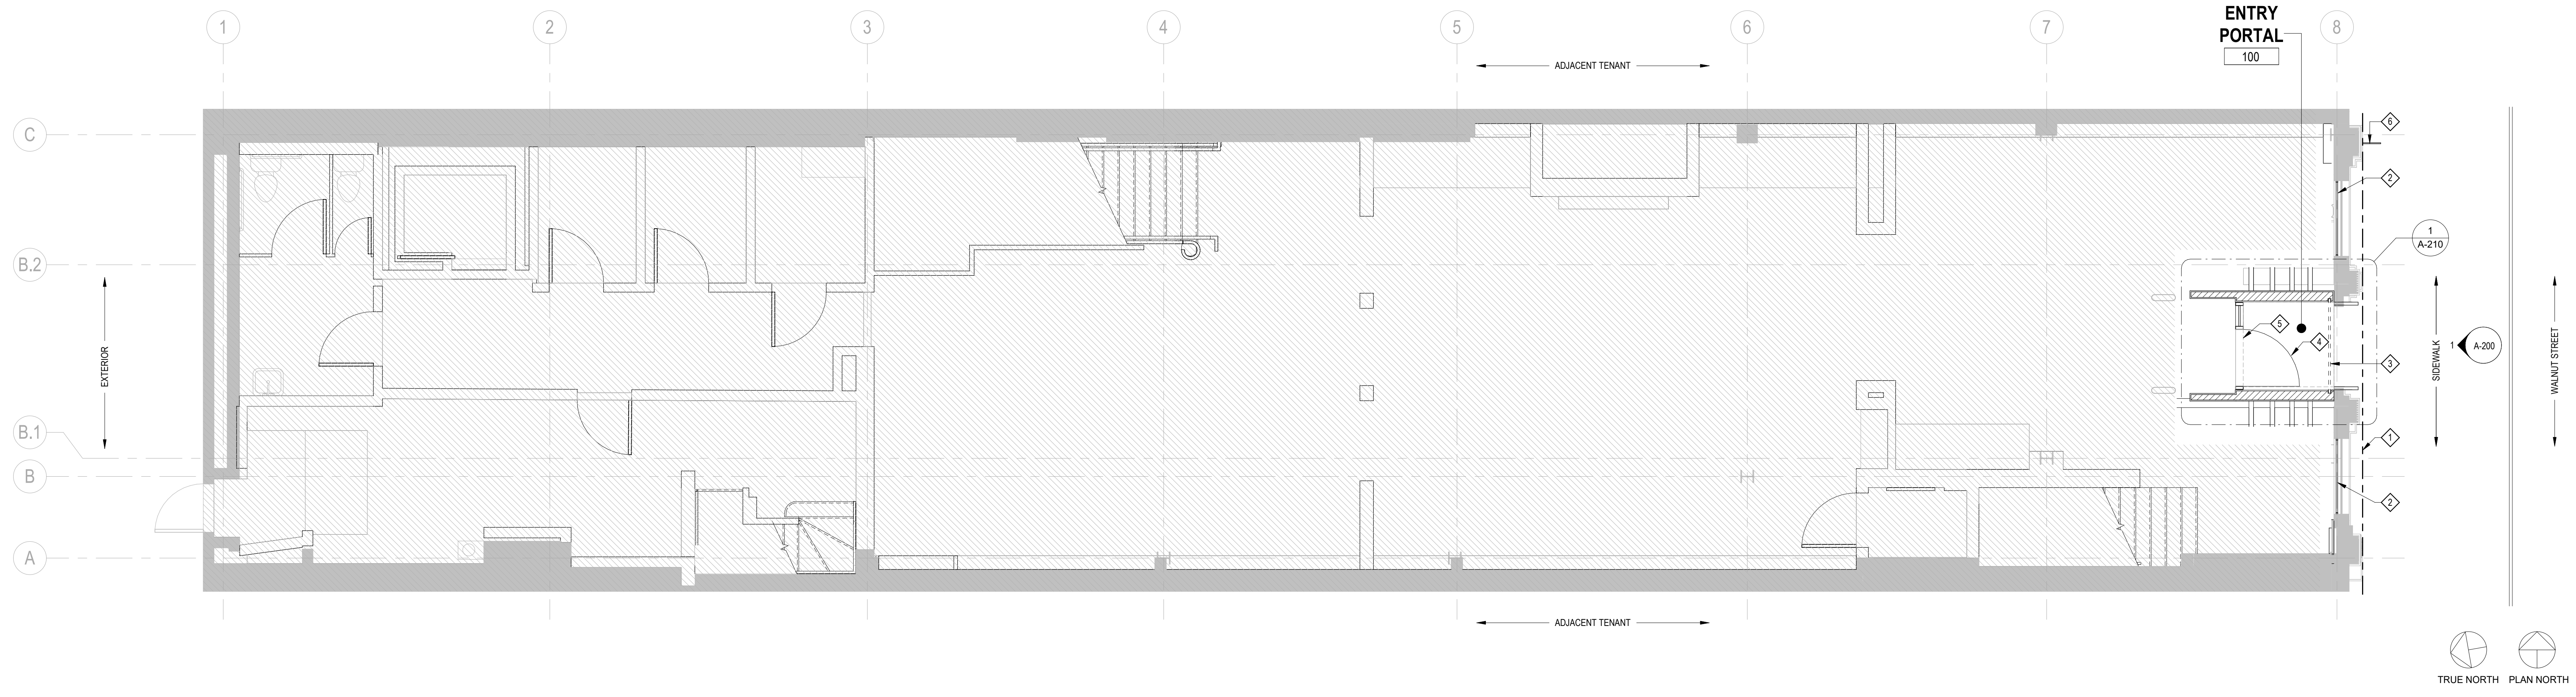 ENTRY
PORTAL
100
1
2
3
4
5
6
7
8
ADJACENT TENANT
C
B.2
B.1
B
A
EXTERIOR
6
2
1
A-210
5
4
3
1
2
SIDEWALK
1
A-200
WALNUT STREET
ADJACENT TENANT
TRUE NORTH
PLAN NORTH